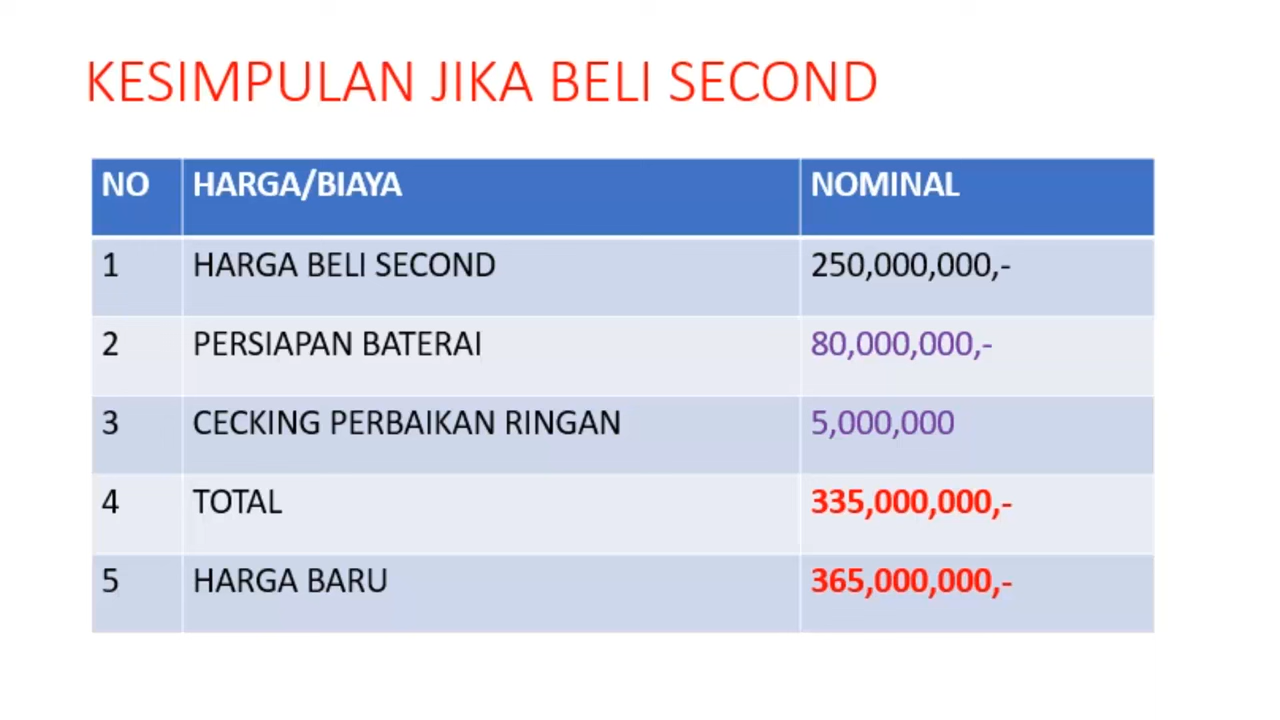 KESIMPULAN JIKA BELI SECOND
NO HARGA/BIAYA NOMINAL
1 HARGA BELI SECOND 250,000,000,-
2 PERSIAPAN BATERAI 80,000,000,-
3 CECKING PERBAIKAN RINGAN 5,000,000
4 TOTAL 335,000,000,-
5 HARGA BARU 365,000,000,-